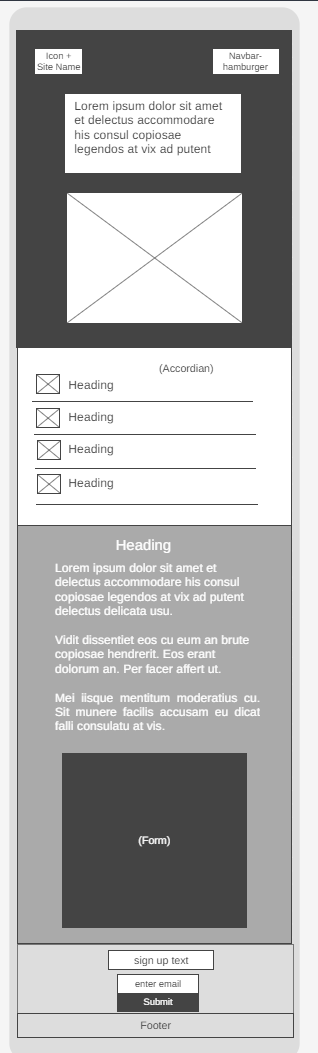 Icon +
Site Name
Navbar-
hamburger
Lorem ipsum dolor sit amet
et delectus accommodare
his consul copiosae
legendos at vix ad putent
(Accordian)
Heading
Heading
Heading
Heading
Heading
Lorem ipsum dolor sit amet et
delectus accommodare his consul
copiosae legendos at vix ad putent
delectus delicata usu.
Vidit dissentiet eos cu eum an brute
copiosae hendrerit. Eos erant
dolorum an. Per facer affert ut.
Mei iisque mentitum moderatius cu.
Sit munere facilis accusam eu dicat
falli consulatu at vis.
(Form)
sign up text
enter email
Submit
Footer